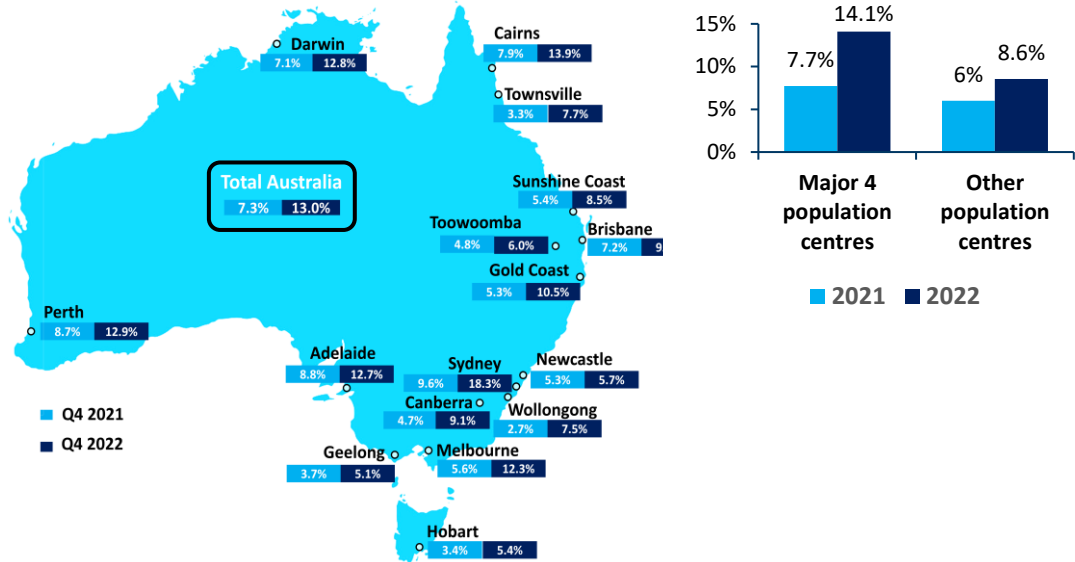 Darwin
7.1% 12.8%
Cairns
7.9% 13.9%
Townsville
3.3% 7.7%
Total Australia
7.3% 13.0%
Sunshine Coast
5.4% 8.5%
Toowoomba
4.8% 6.0%
Brisbane
7.2% 9
Gold Coast
5.3% 10.5%
Perth
8.7% 12.9%
Adelaide
8.8% 12.7%
Sydney
9.6% 18.3%
Newcastle
5.3% 5.7%
Canberra
4.7% 9.1%
Wollongong
2.7% 7.5%
Geelong
3.7% 5.1%
Melbourne
5.6% 12.3%
Hobart
3.4% 5.4%
Q4 2021
Q4 2022
15%
10%
5%
0%
7.7%
14.1%
6%
8.6%
Major 4
population
centres
Other
population
centres
2021 2022